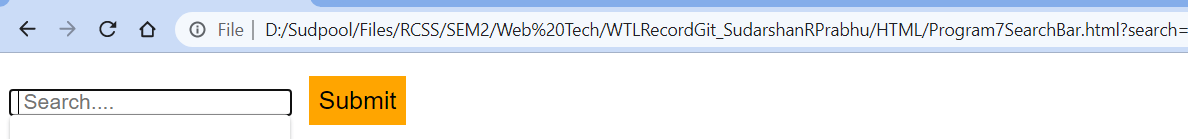 File | D:/Sudpool/Files/RCSS/SEM2/Web%20Tech/WTLRecordGit_SudarshanRPrabhu/HTML/Program7SearchBar.html?search=
Search.... Submit